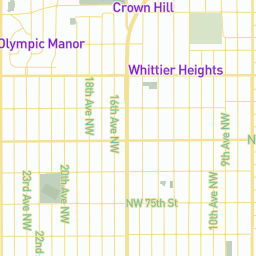 Crown Hill
Olympic Manor
Whittier Heights
18th Ave NW
16th Ave NW
9th Ave NW
N
20th Ave NW
23rd Ave NW
NW 75th St
10th Ave NW
22nd